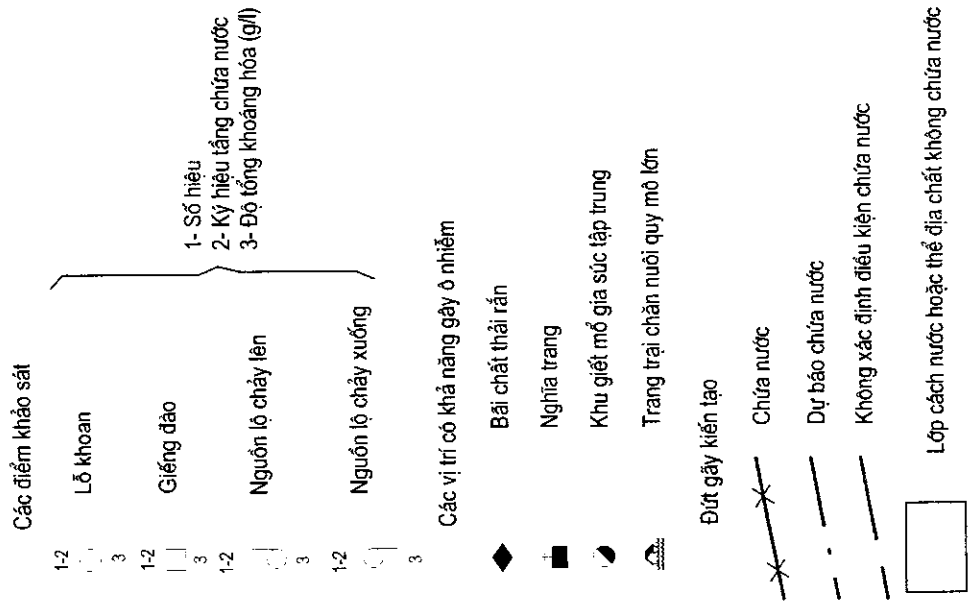 Các điểm khảo sát
1-2
Lỗ khoan
3
1-2
Giếng đào
3
1-2
Nguồn lộ chảy lên
3
1-2
Nguồn lộ chảy xuống
3
1- Số hiệu
2- Ký hiệu tầng chứa nước
3- Độ tổng khoáng hóa (g/l)
Các vị trí có khả năng gây ô nhiễm
Bãi chất thải rắn
Nghĩa trang
Khu giết mổ gia súc tập trung
Trang trại chăn nuôi quy mô lớn
Đứt gãy kiến tạo
Chứa nước
Dự báo chứa nước
Không xác định điều kiện chứa nước
Lớp cách nước hoặc thể địa chất không chứa nước